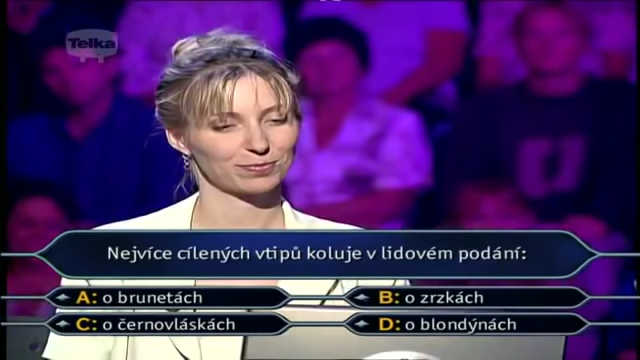 Telka
Nejvíce cílených vtipů koluje v lidovém podání:
A: o brunetách
B: o zrzkách
C: o černovláskách
D: o blondýnách